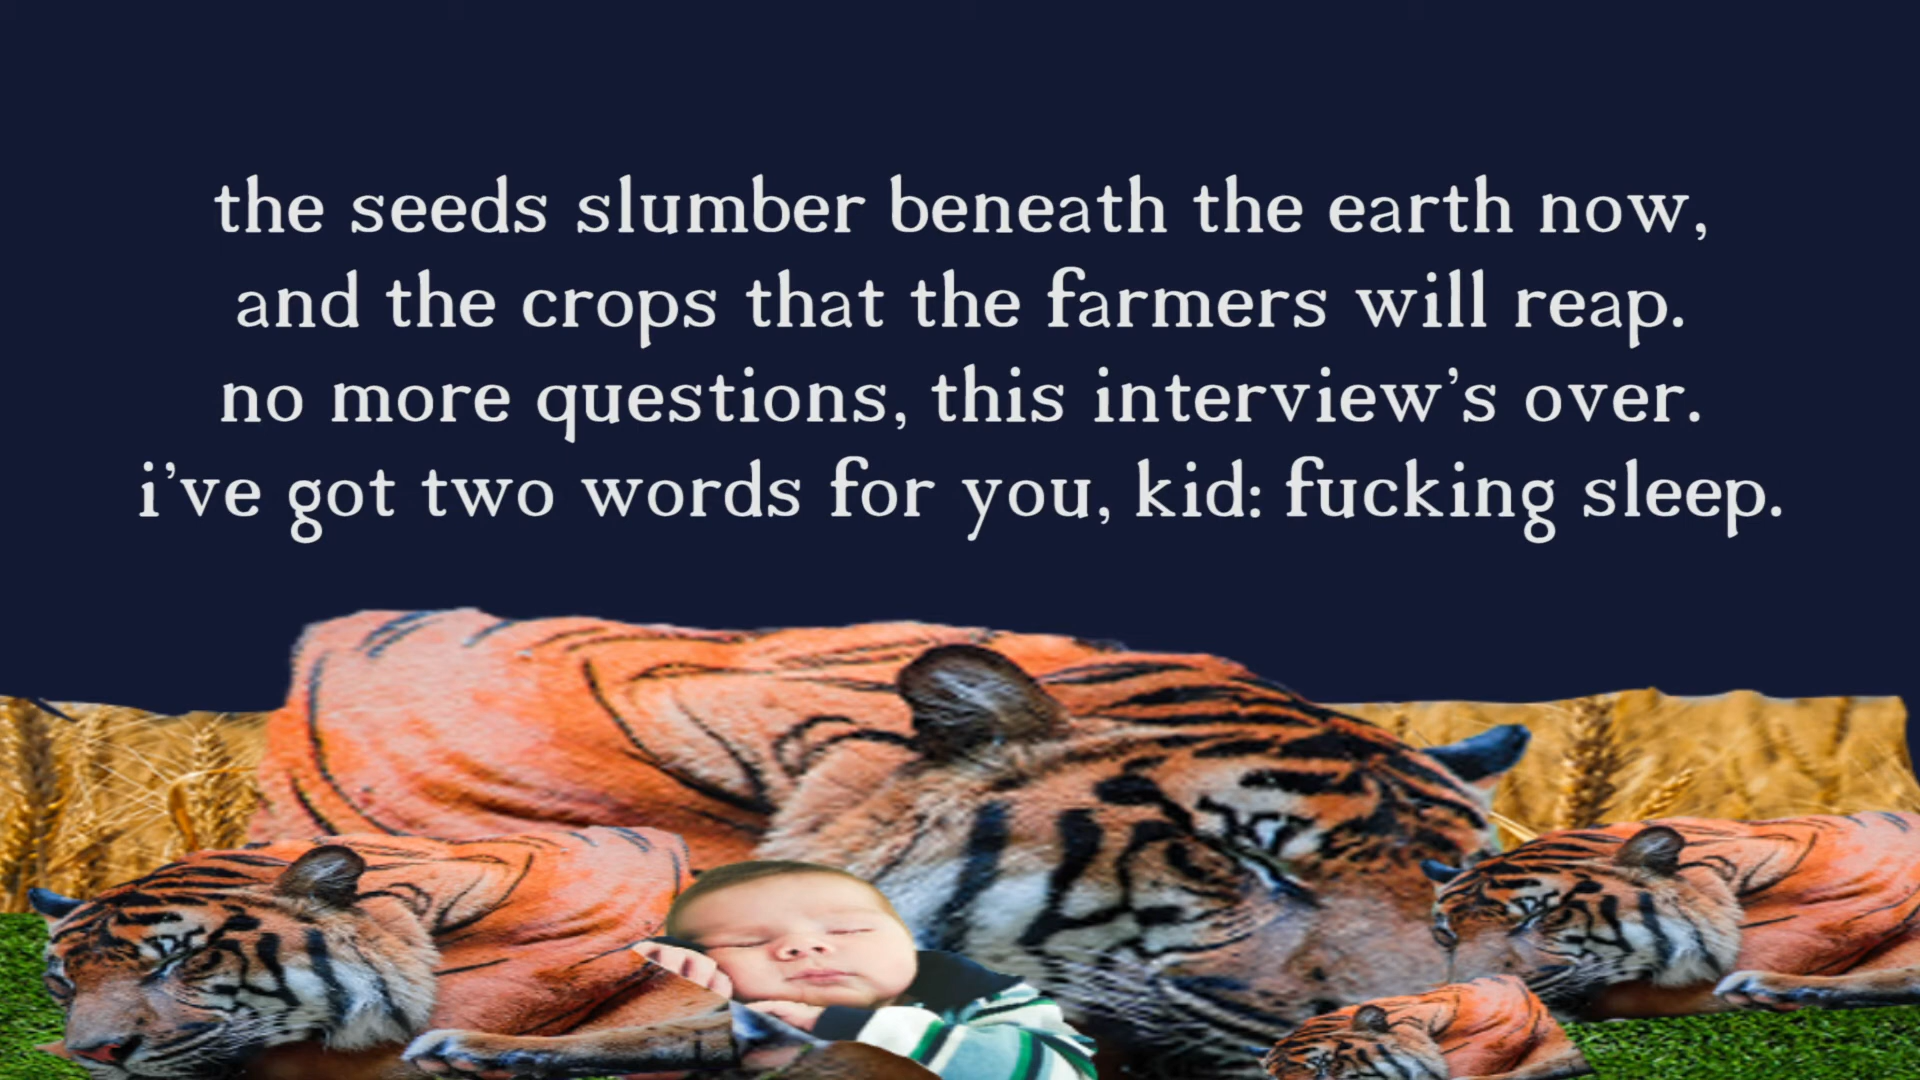 the seeds slumber beneath the earth now,
and the crops that the farmers will reap.
no more questions, this interview’s over.
i’ve got two words for you, kid: fucking sleep.